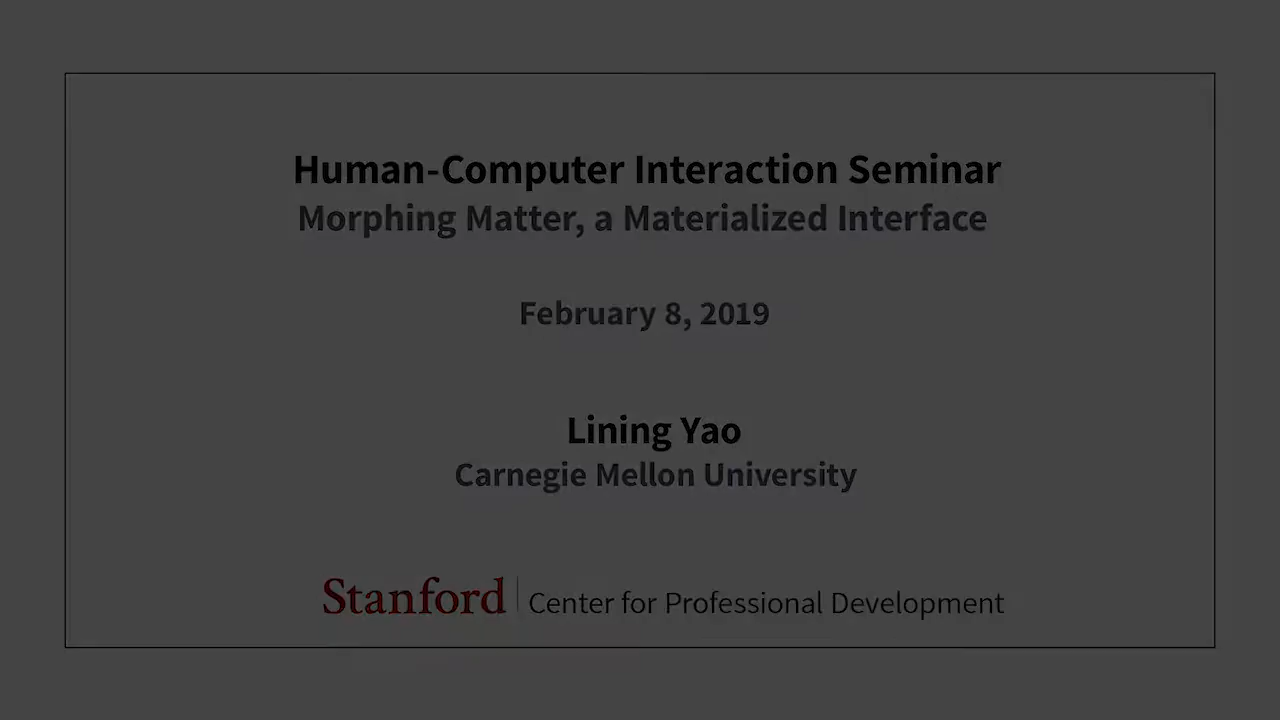 Human-Computer Interaction Seminar
Morphing Matter, a Materialized Interface
February 8, 2019
Lining Yao
Carnegie Mellon University
Stanford | Center for Professional Development